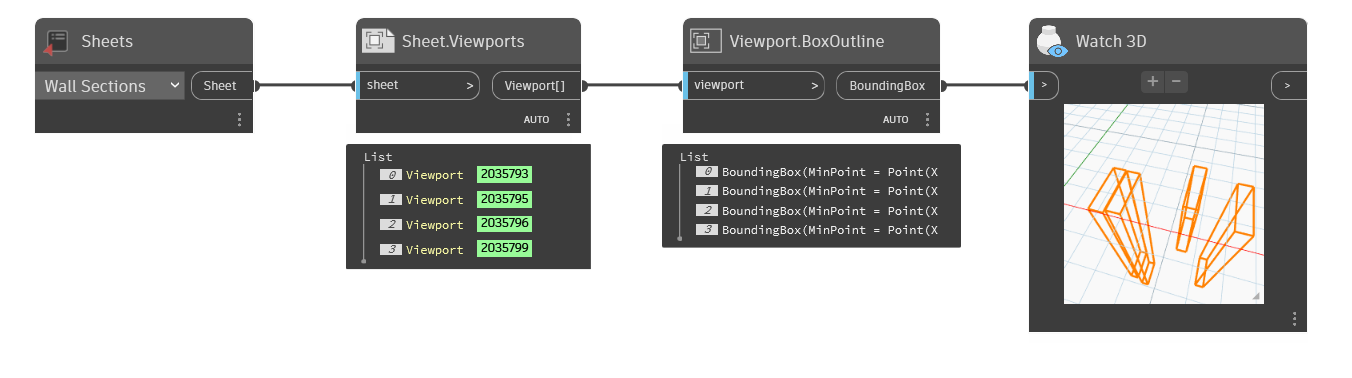 Sheets
Wall Sections
Sheet
Sheet.Viewports
sheet >
Viewport[]
AUTO
List
0 Viewport 2035793
1 Viewport 2035795
2 Viewport 2035796
3 Viewport 2035799
Viewport.BoxOutline
viewport >
BoundingBox
AUTO
List
0 BoundingBox(MinPoint = Point(X
1 BoundingBox(MinPoint = Point(X
2 BoundingBox(MinPoint = Point(X
3 BoundingBox(MinPoint = Point(X
Watch 3D
> + − >